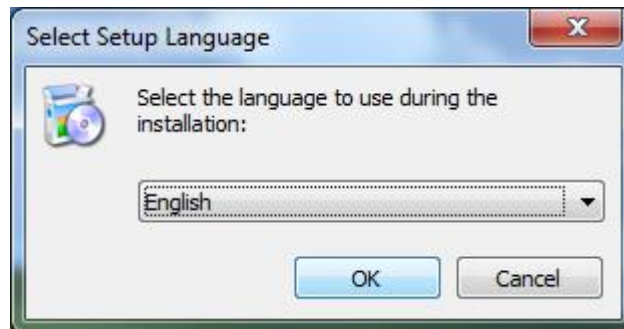 Select Setup Language
Select the language to use during the
installation:
English
OK
Cancel